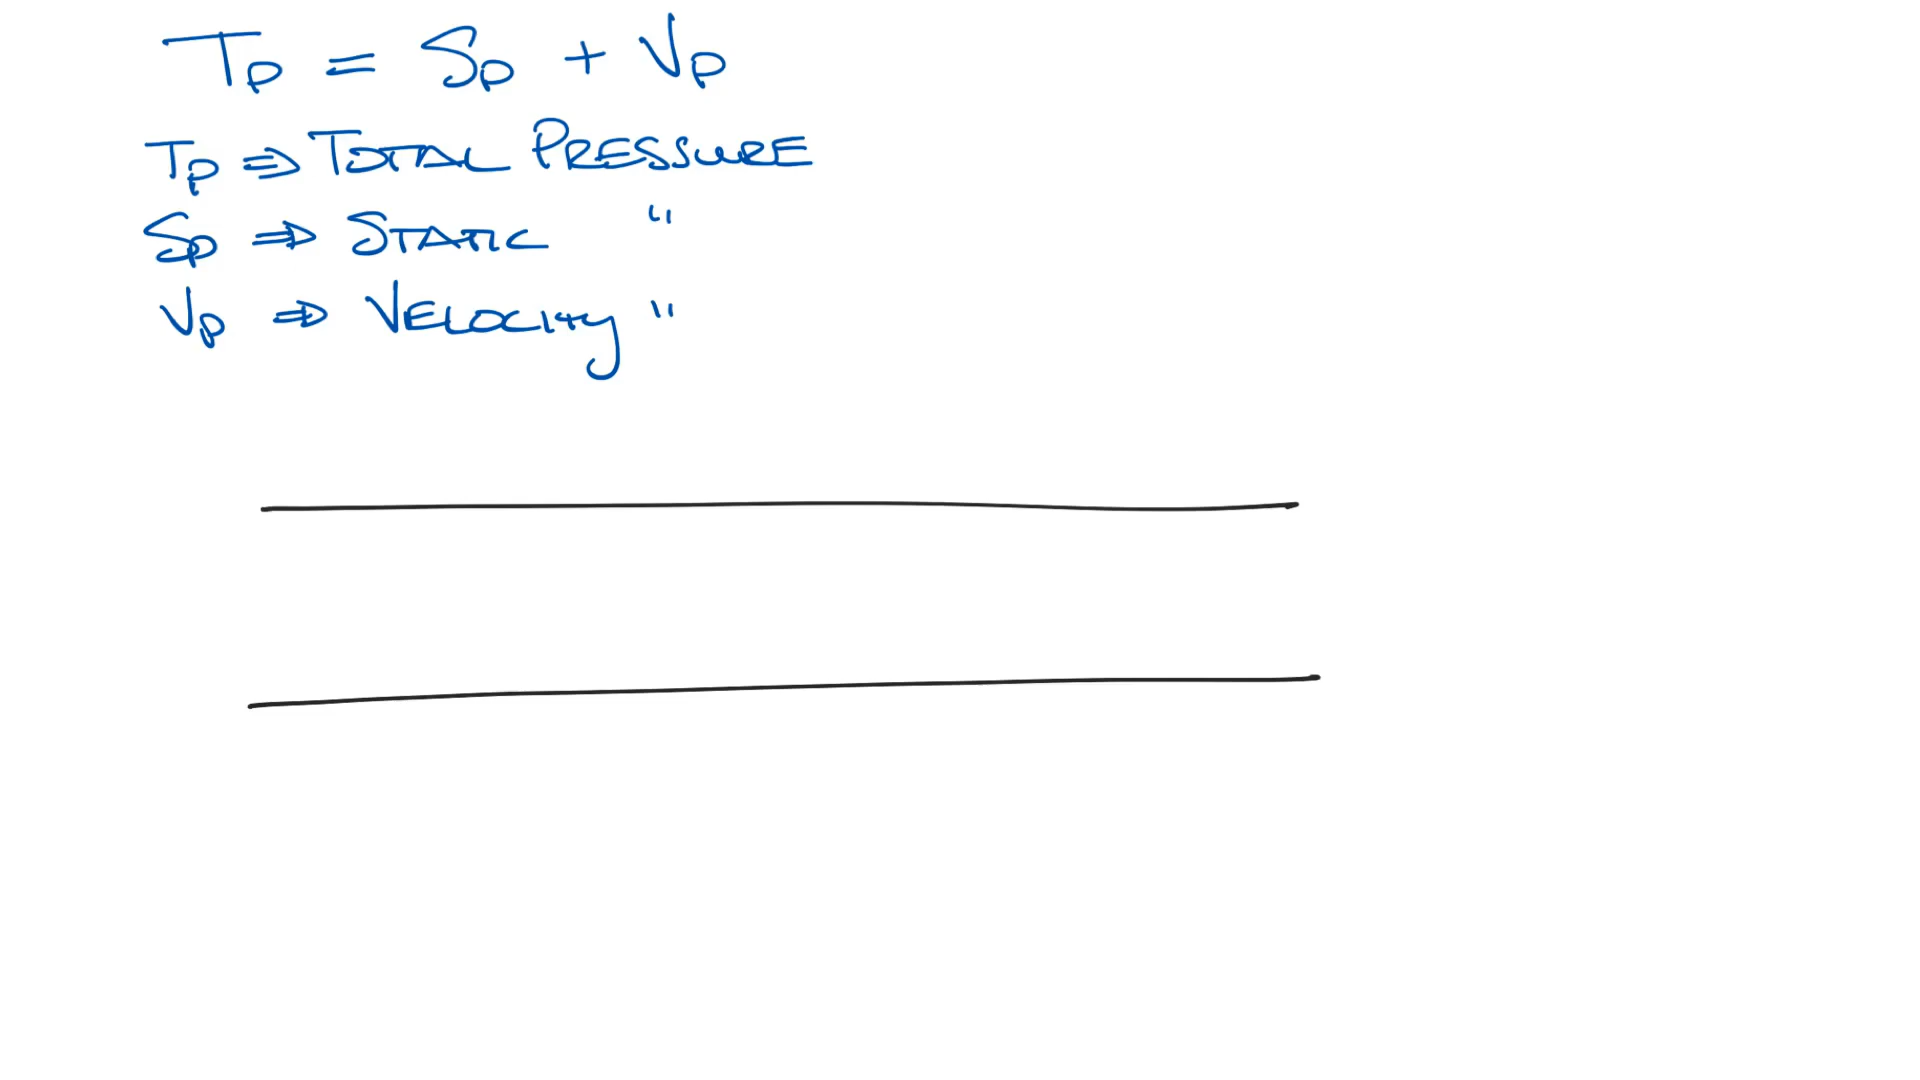 Tp = Sp + Vp
Tp ⇒ TOTAL PRESSURE
Sp ⇒ STATIC "
Vp ⇒ VELOCITY "